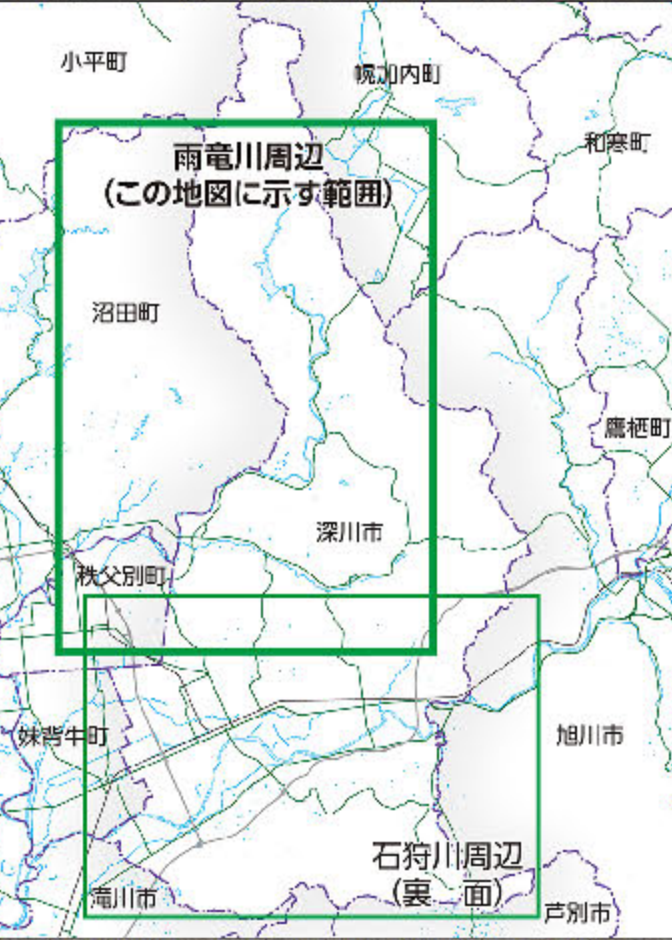 小平町
幌加内町
和寒町
雨竜川周辺
(この地図に示す範囲)
沼田町
鷹栖町
深川市
秩父別町
妹背牛町
旭川市
石狩川周辺
(裏　面)
滝川市
芦別市